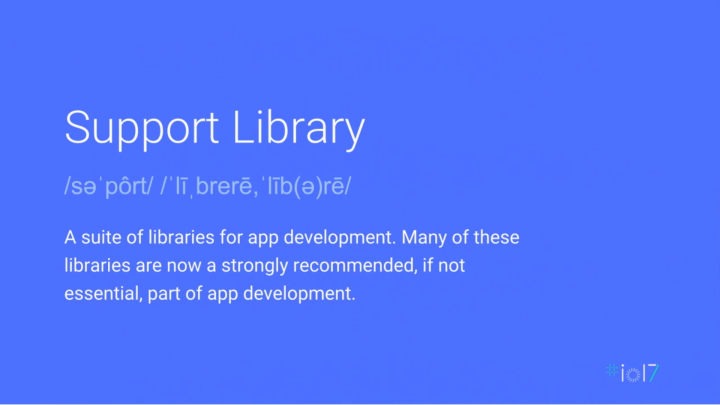 Support Library
/səˈpôrt/ /ˈlīˌbrerē,ˈlīb(ə)rē/
A suite of libraries for app development. Many of these
libraries are now a strongly recommended, if not
essential, part of app development.
#io17